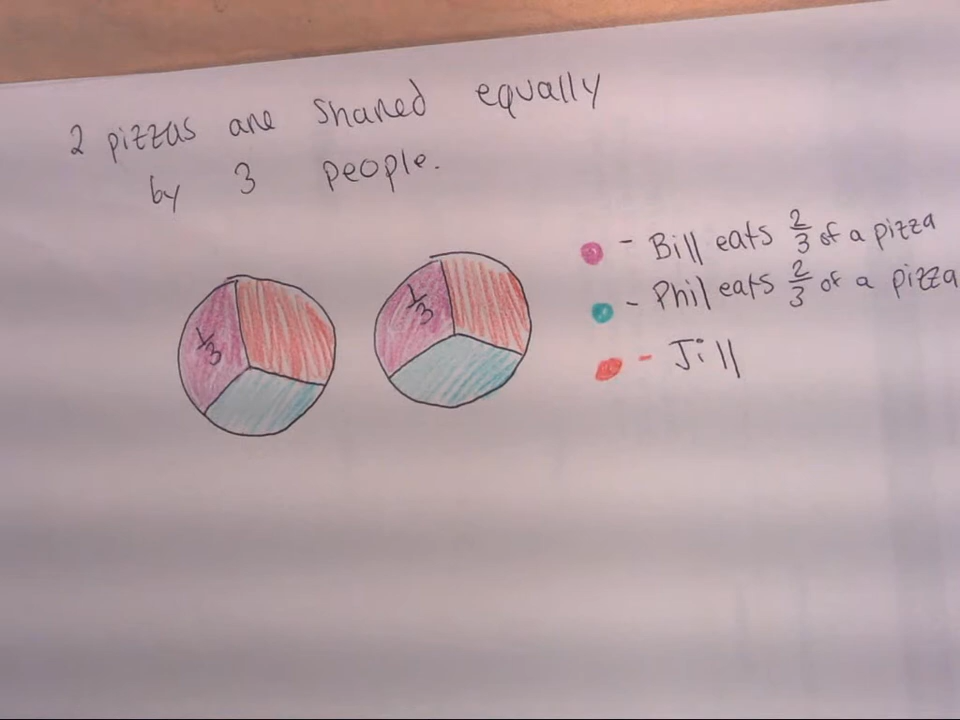 2 pizzas are shared equally
by 3 people.
- Bill eats 2/3 of a pizza
- Phil eats 2/3 of a pizza
- Jill
1/3
1/3